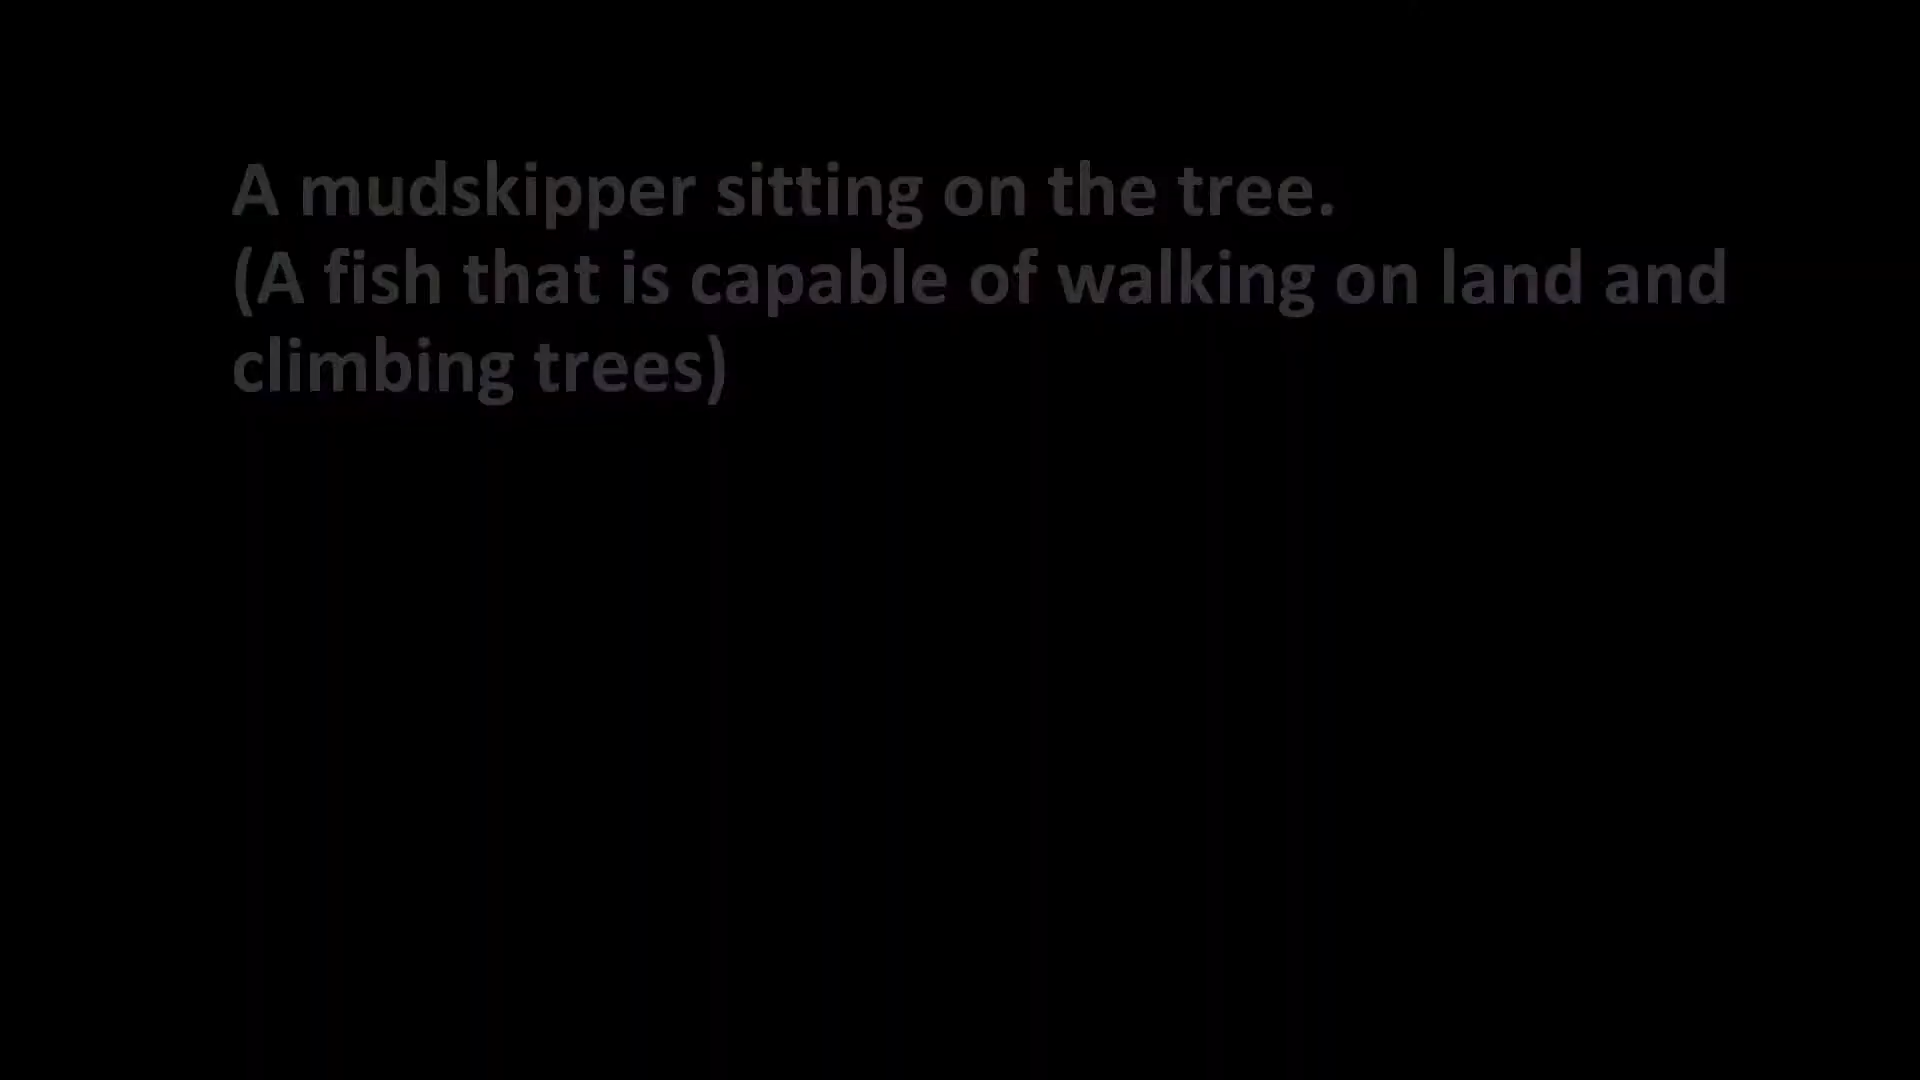 A mudskipper sitting on the tree.
(A fish that is capable of walking on land and
climbing trees)